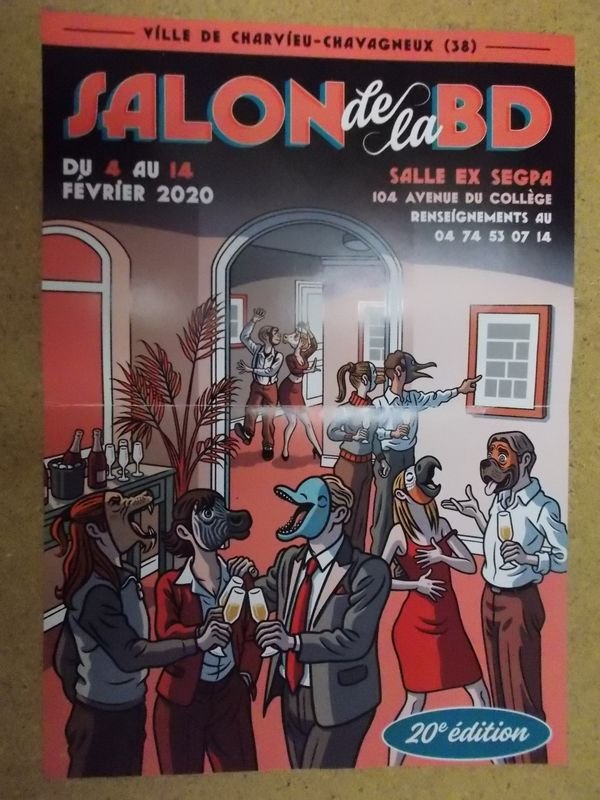 VILLE DE CHARVIEU-CHAVAGNEUX (38)
SALON de la BD
DU 4 AU 14
FÉVRIER 2020
SALLE EX SEGPA
104 AVENUE DU COLLÈGE
RENSEIGNEMENTS AU
04 74 53 07 14
20e édition